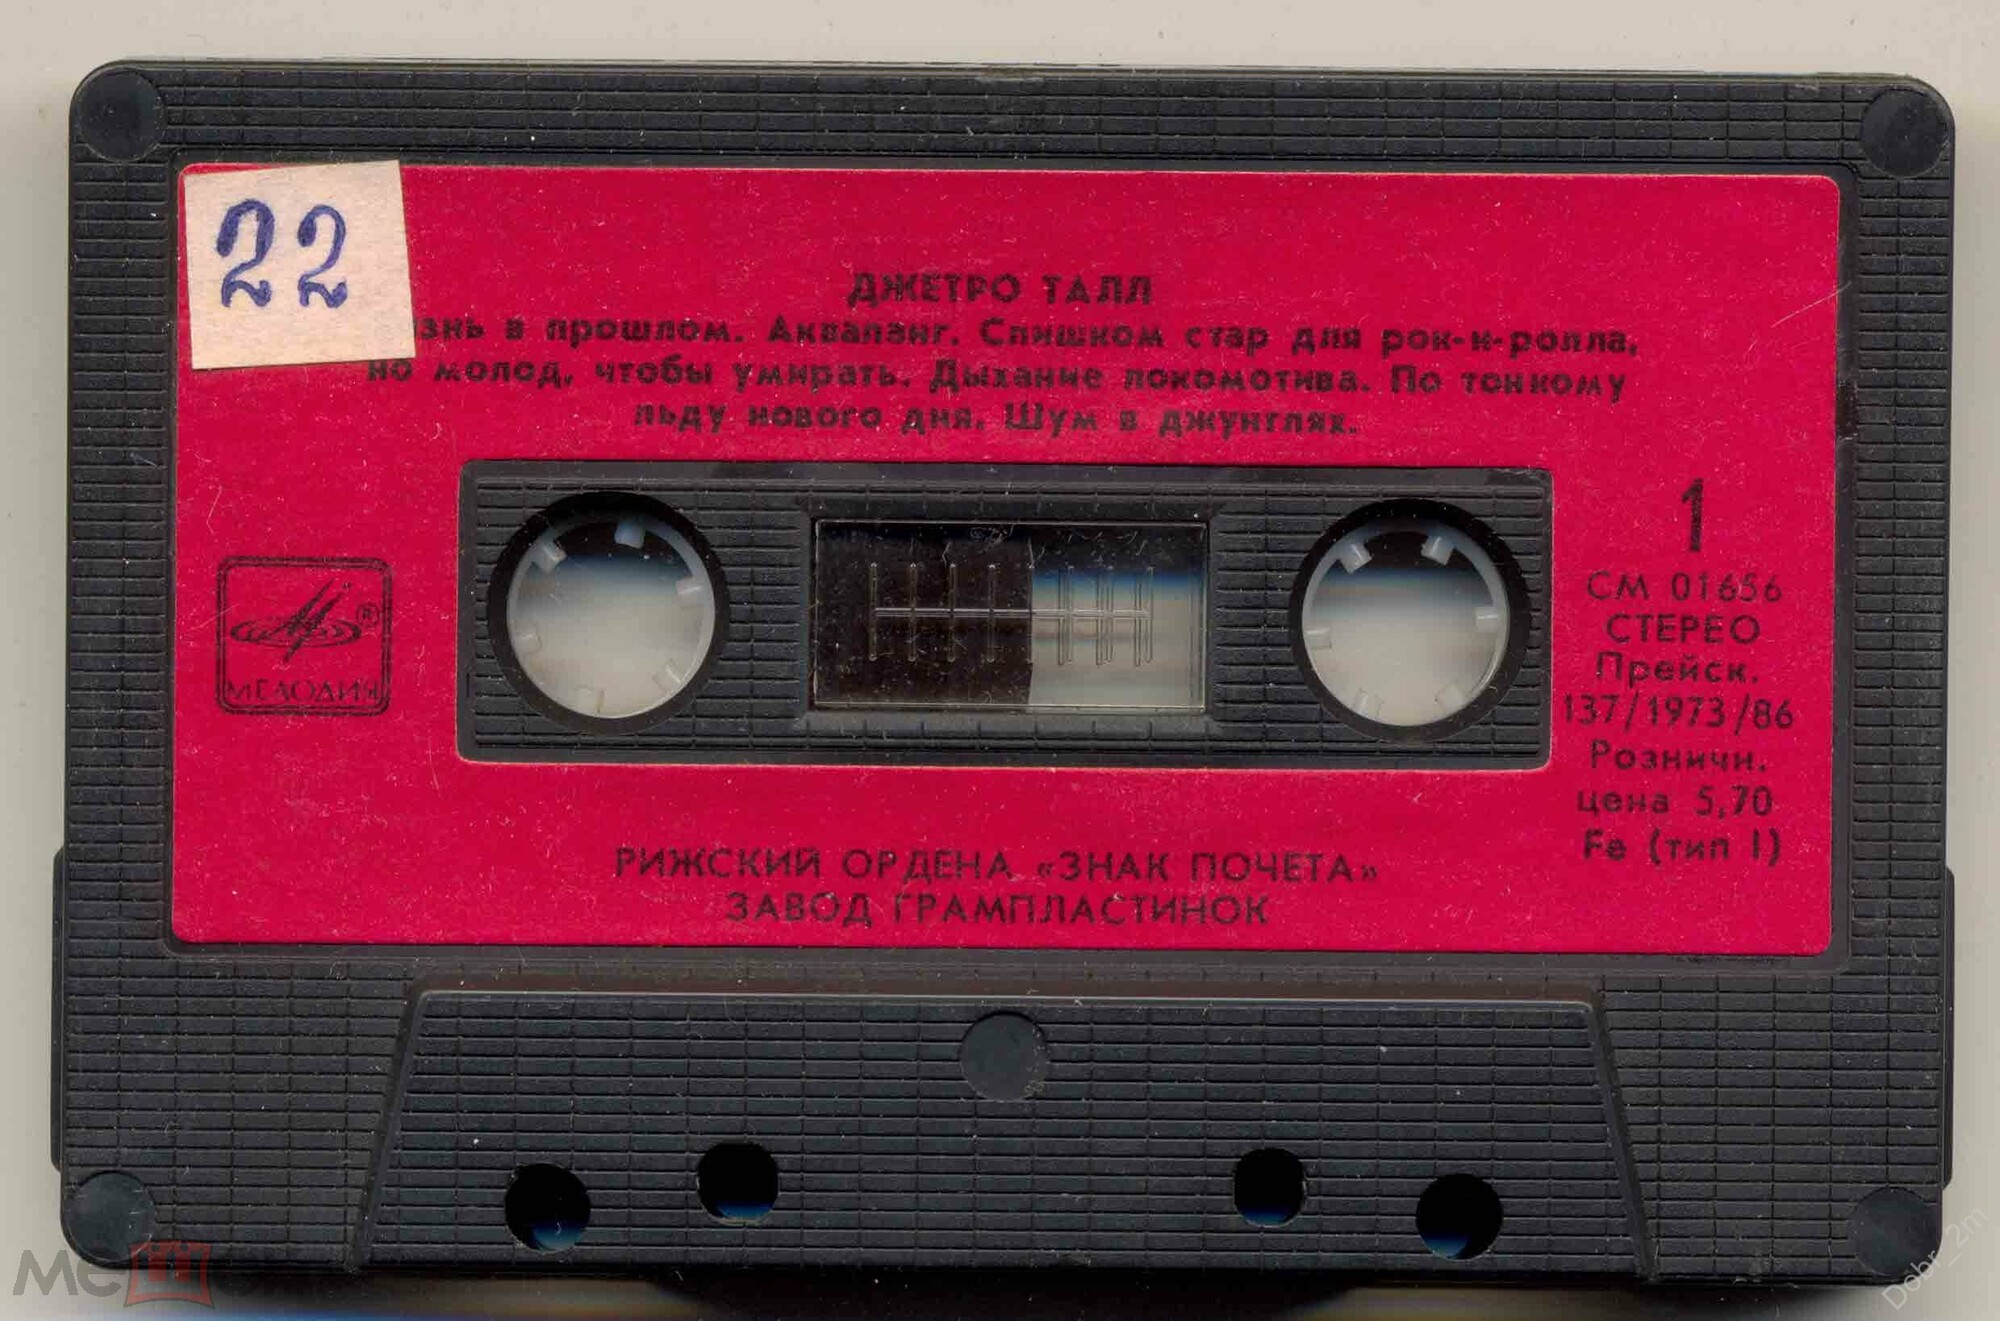 22
ДЖЕТРО ТАЛЛ
знь в прошлом. Акваланг. Слишком стар для рок-н-ролла,
но молод, чтобы умирать. Дыхание локомотива. По тонкому
льду нового дня. Шум в джунглях.
1
СМ 01656
СТЕРЕО
Прейск.
137/1973/86
Розничн.
цена 5,70
Fe (тип I)
®
МЕЛОДИЯ
РИЖСКИЙ ОРДЕНА «ЗНАК ПОЧЕТА»
ЗАВОД ГРАМПЛАСТИНОК
Dobr_2m